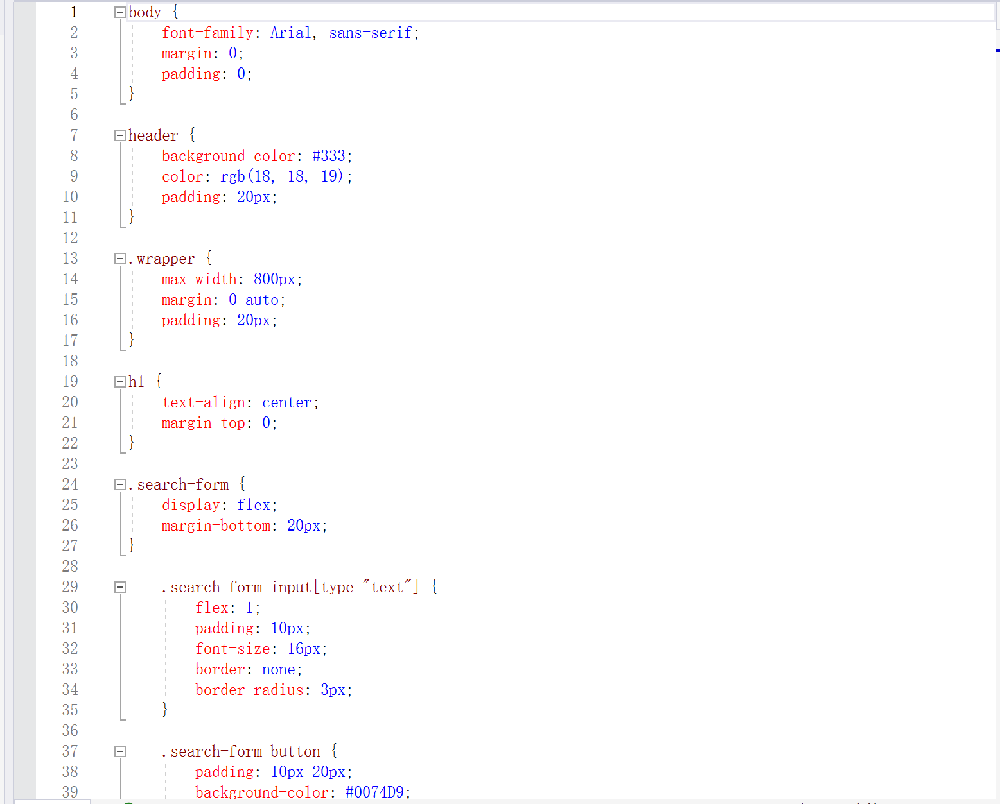 1 body {
2     font-family: Arial, sans-serif;
3     margin: 0;
4     padding: 0;
5 }
6
7 header {
8     background-color: #333;
9     color: rgb(18, 18, 19);
10     padding: 20px;
11 }
12
13 .wrapper {
14     max-width: 800px;
15     margin: 0 auto;
16     padding: 20px;
17 }
18
19 h1 {
20     text-align: center;
21     margin-top: 0;
22 }
23
24 .search-form {
25     display: flex;
26     margin-bottom: 20px;
27 }
28
29     .search-form input[type="text"] {
30         flex: 1;
31         padding: 10px;
32         font-size: 16px;
33         border: none;
34         border-radius: 3px;
35     }
36
37     .search-form button {
38         padding: 10px 20px;
39         background-color: #0074D9;